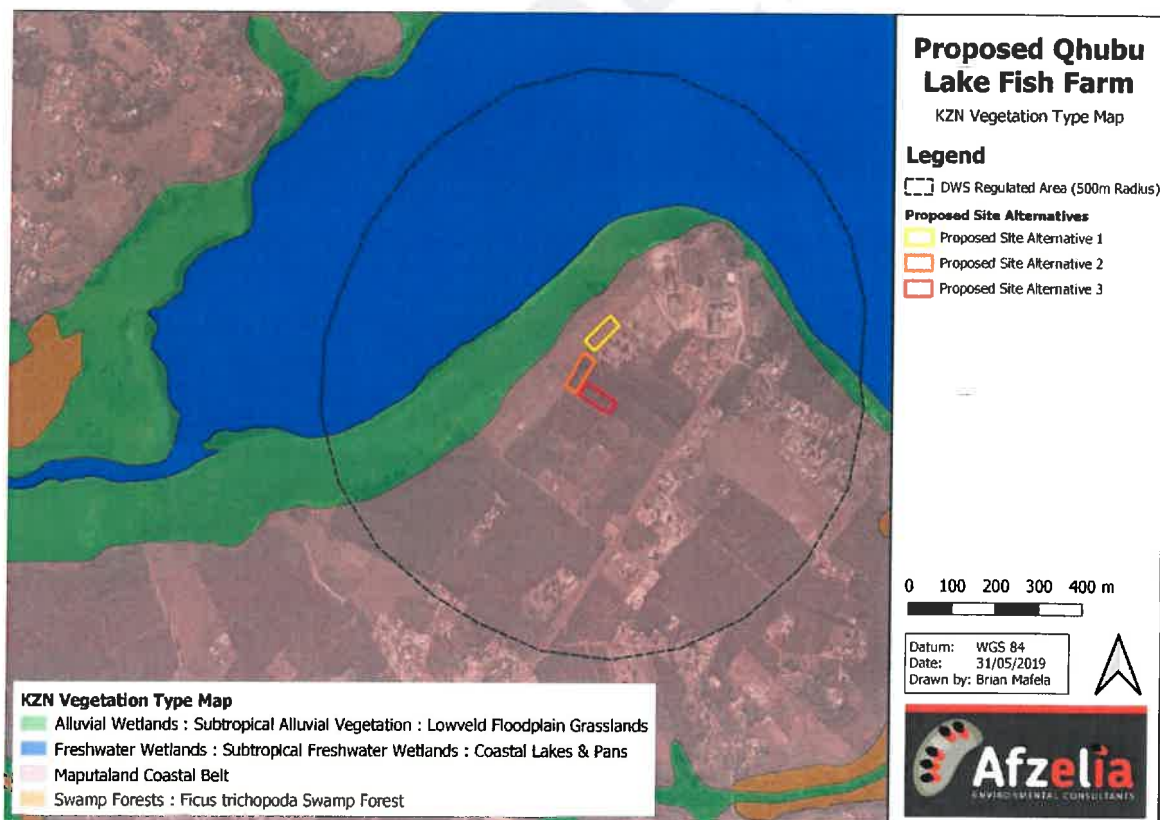 Proposed Qhubu
Lake Fish Farm
KZN Vegetation Type Map
Legend
DWS Regulated Area (500m Radius)
Proposed Site Alternatives
Proposed Site Alternative 1
Proposed Site Alternative 2
Proposed Site Alternative 3
0 100 200 300 400 m
Datum: WGS 84
Date: 31/05/2019
Drawn by: Brian Mafela
KZN Vegetation Type Map
Alluvial Wetlands : Subtropical Alluvial Vegetation : Lowveld Floodplain Grasslands
Freshwater Wetlands : Subtropical Freshwater Wetlands : Coastal Lakes & Pans
Maputaland Coastal Belt
Swamp Forests : Ficus trichopoda Swamp Forest
Afzelia
ENVIRONMENTAL CONSULTANTS